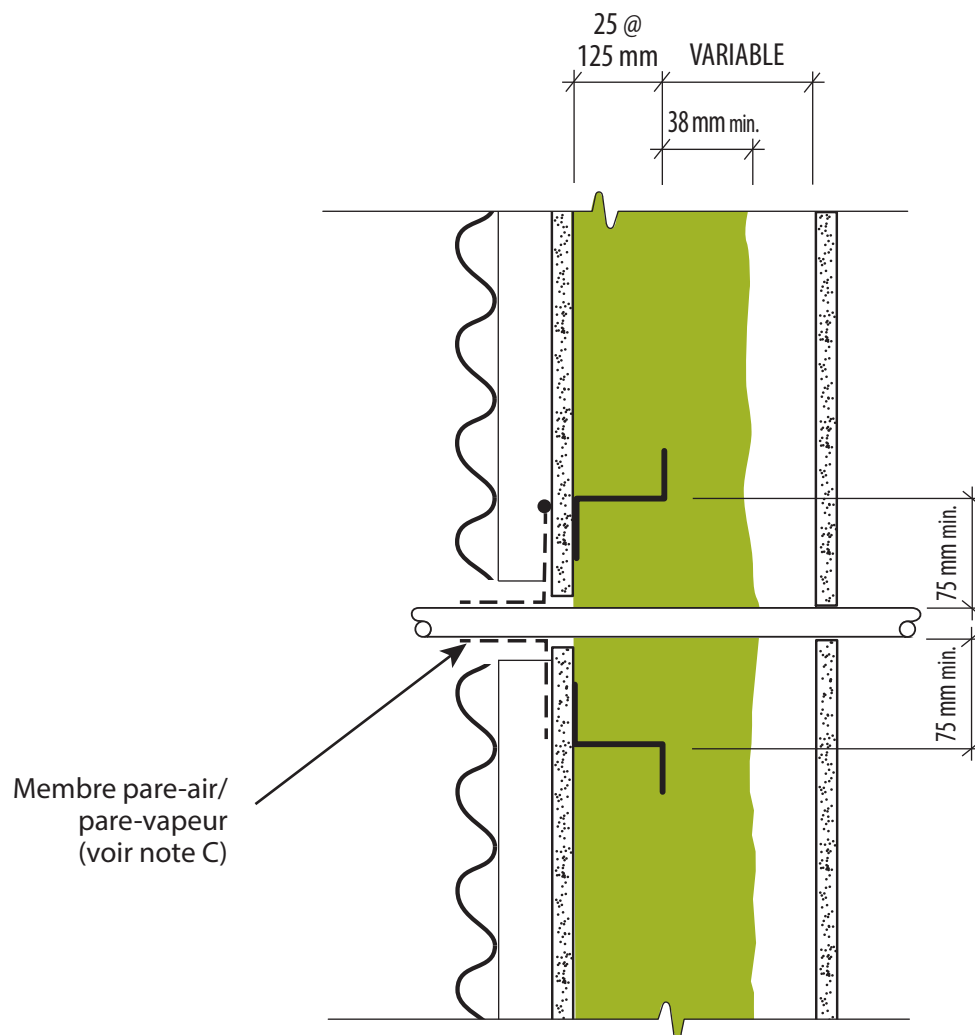 25 @
125 mm
VARIABLE
38 mm min.
75 mm min.
75 mm min.
Membre pare-air/
pare-vapeur
(voir note C)